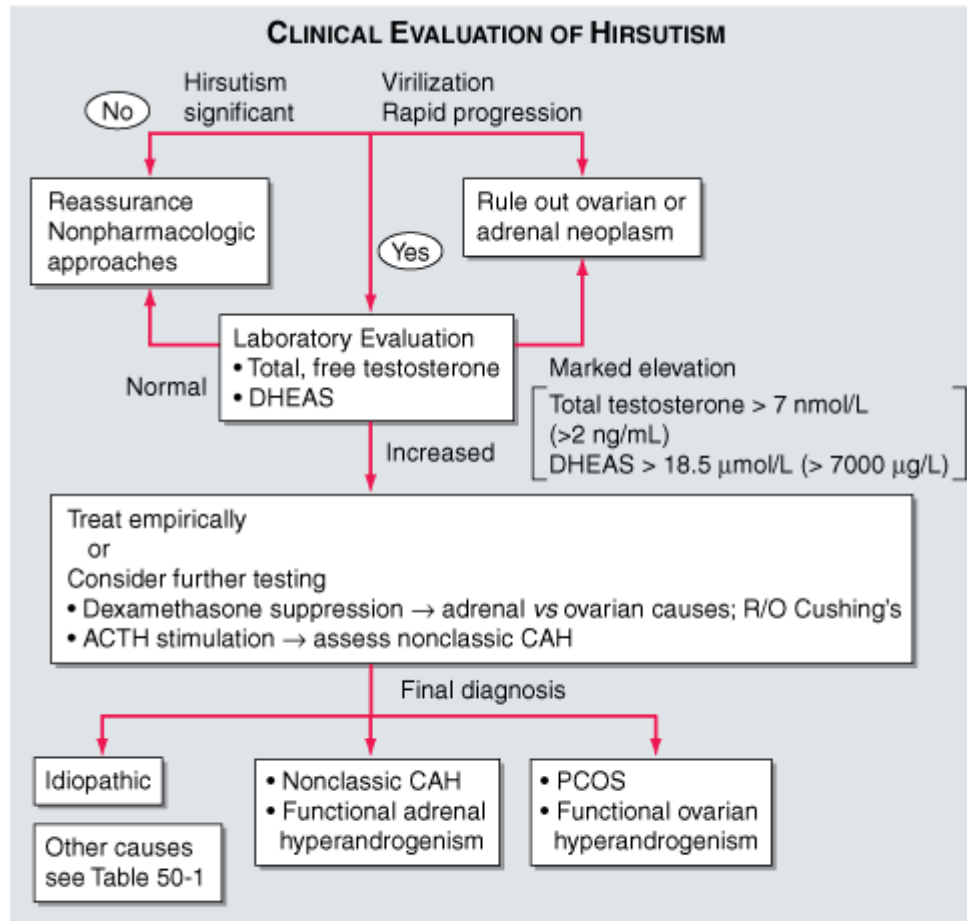 CLINICAL EVALUATION OF HIRSUTISM
Hirsutism
significant
Virilization
Rapid progression
No
Reassurance
Nonpharmacologic
approaches
Rule out ovarian or
adrenal neoplasm
Yes
Laboratory Evaluation
• Total, free testosterone
• DHEAS
Normal
Marked elevation
Total testosterone > 7 nmol/L
(>2 ng/mL)
DHEAS > 18.5 μmol/L (> 7000 μg/L)
Increased
Treat empirically
or
Consider further testing
• Dexamethasone suppression → adrenal vs ovarian causes; R/O Cushing's
• ACTH stimulation → assess nonclassic CAH
Final diagnosis
Idiopathic
• Nonclassic CAH
• Functional adrenal
hyperandrogenism
• PCOS
• Functional ovarian
hyperandrogenism
Other causes
see Table 50-1